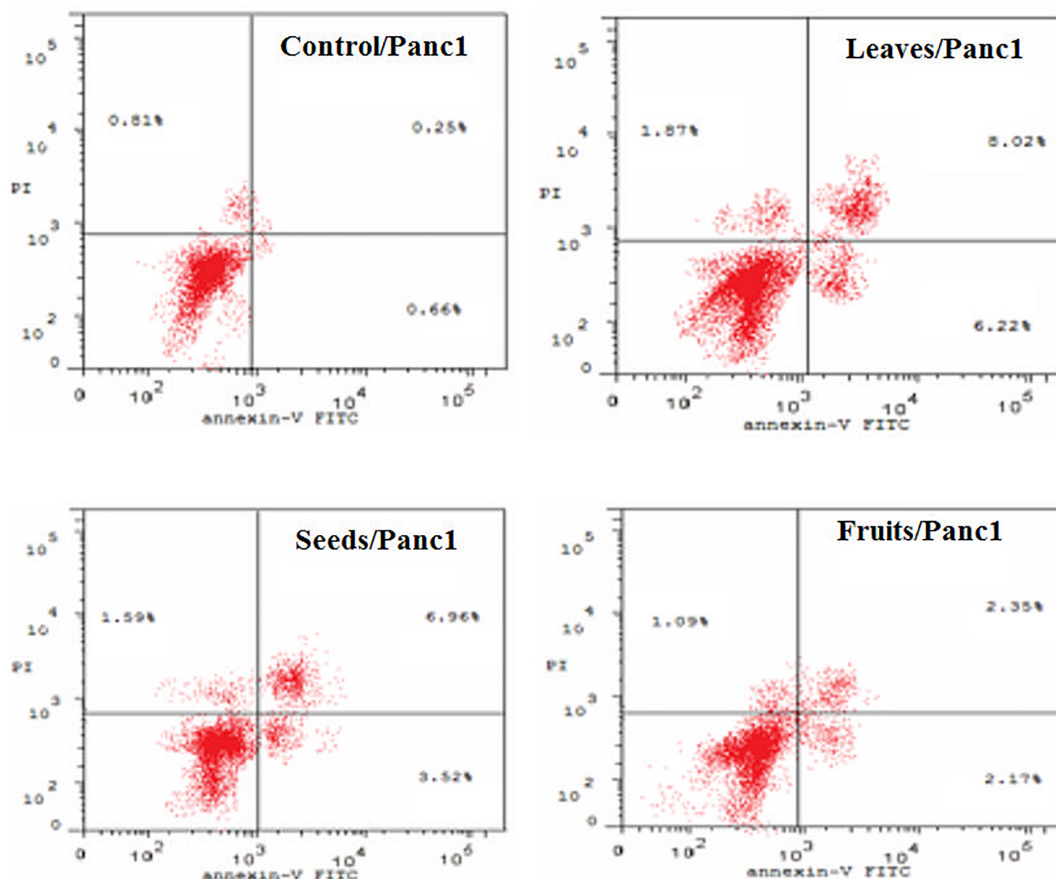 Control/Panc1
10^5
0.81%
0.25%
10^4
PI
10^3
0.66%
10^2
0
0 10^2 10^3 10^4 10^5
annexin-V FITC
Leaves/Panc1
10^5
1.87%
8.02%
10^4
PI
10^3
6.22%
10^2
0
0 10^2 10^3 10^4 10^5
annexin-V FITC
Seeds/Panc1
10^5
1.59%
6.96%
10^4
PI
10^3
3.52%
10^2
0
0 10^2 10^3 10^4 10^5
annexin-V FITC
Fruits/Panc1
10^5
2.35%
1.09%
10^4
PI
10^3
2.17%
10^2
0
0 10^2 10^3 10^4 10^5
annexin-V FITC